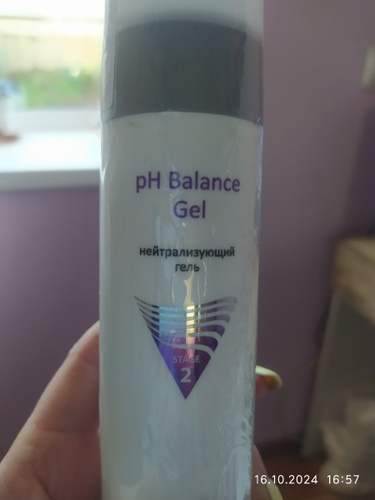 pH Balance
Gel
нейтрализующий
гель
STAGE
2
16.10.2024 16:57